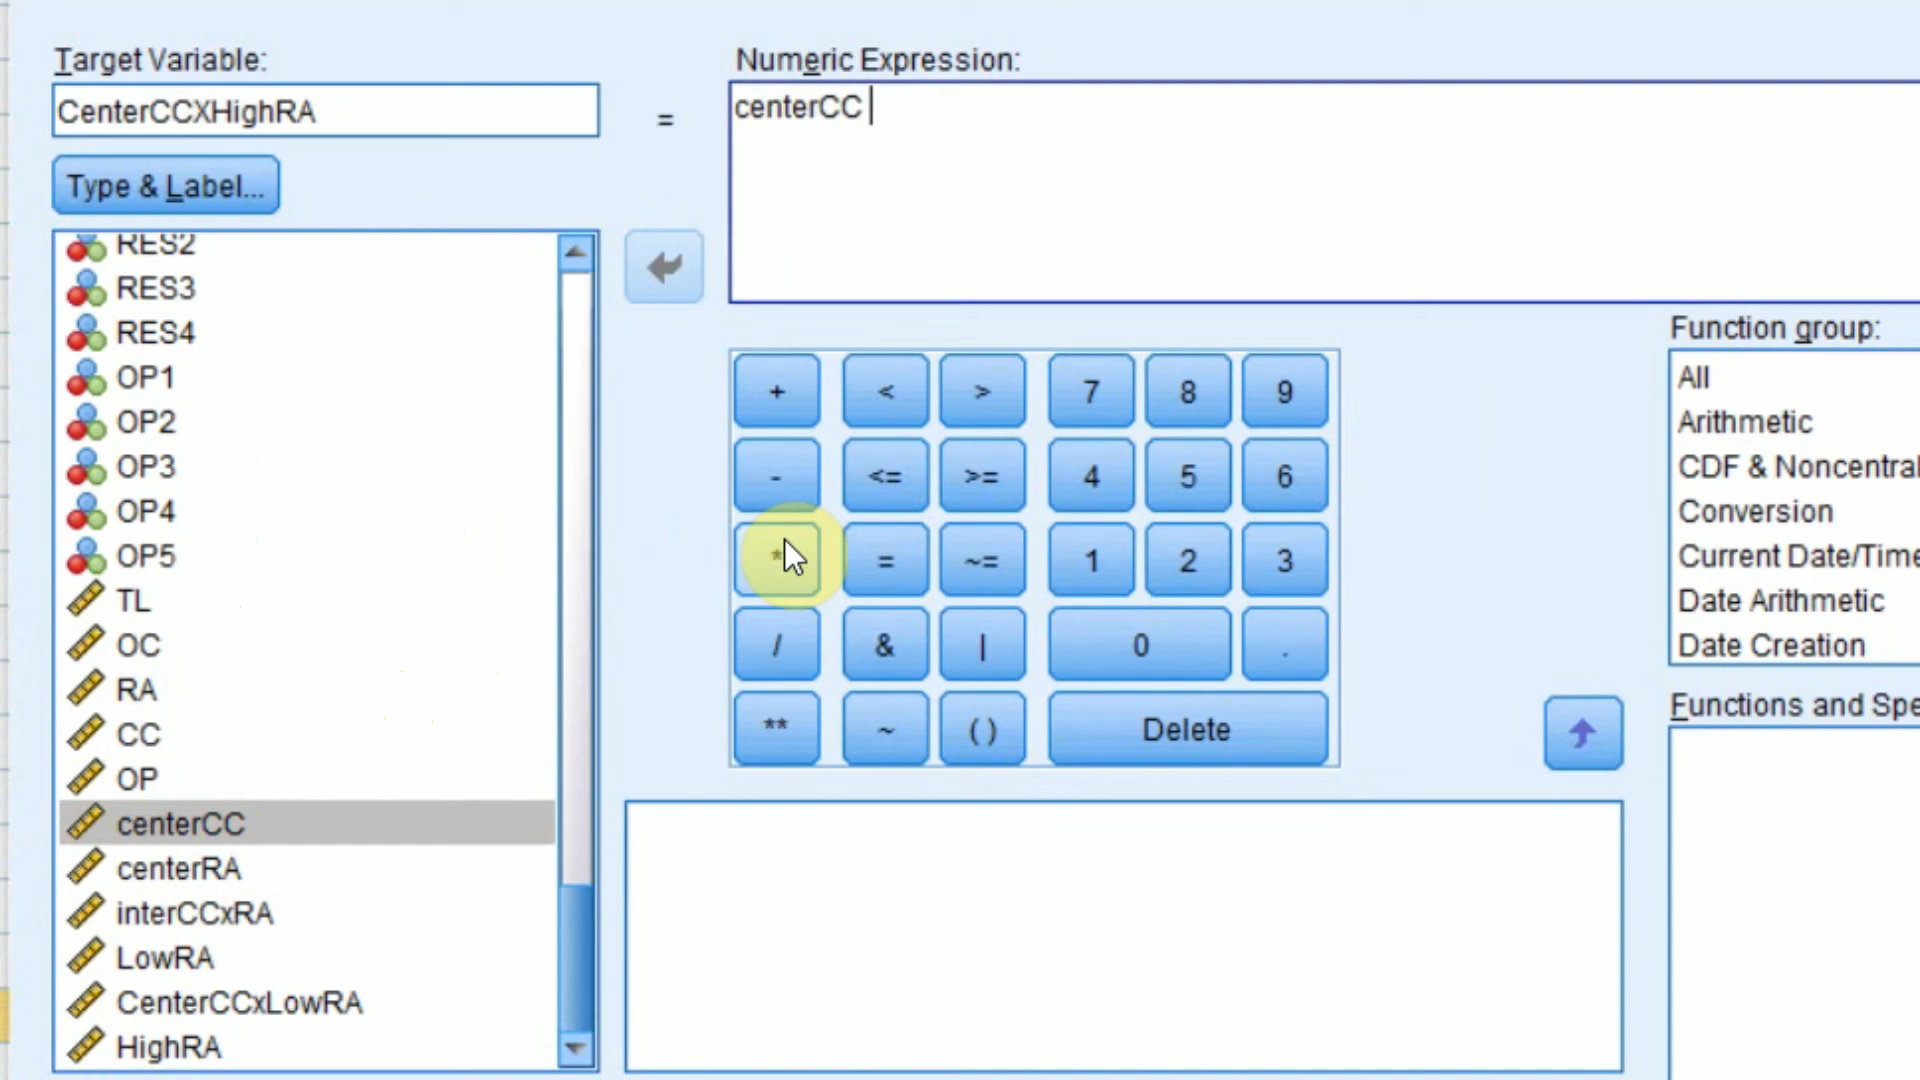 Target Variable:
CenterCCXHighRA
Type & Label...
=
Numeric Expression:
centerCC
RES2
RES3
RES4
OP1
OP2
OP3
OP4
OP5
TL
OC
RA
CC
OP
centerCC
centerRA
interCCxRA
LowRA
CenterCCxLowRA
HighRA
+ < > 7 8 9
- <= >= 4 5 6
* = ~= 1 2 3
/ & | 0 .
** ~ ( ) Delete
Function group:
All
Arithmetic
CDF & Noncentral
Conversion
Current Date/Time
Date Arithmetic
Date Creation
Functions and Spe